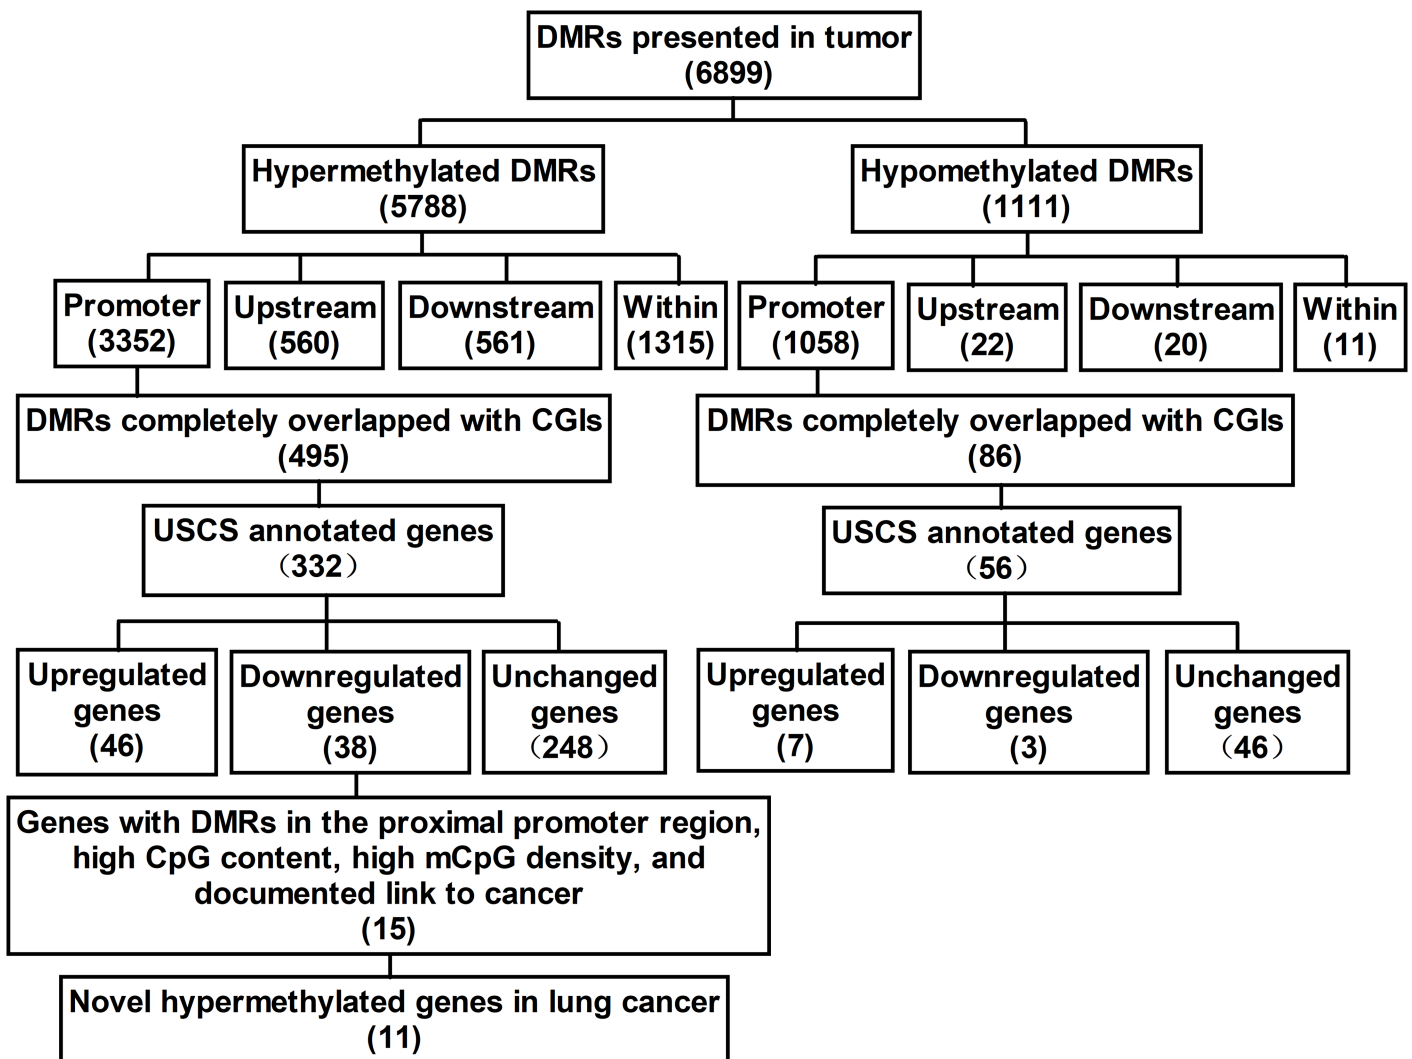 DMRs presented in tumor
(6899)
Hypermethylated DMRs
(5788)
Hypomethylated DMRs
(1111)
Promoter
(3352)
Upstream
(560)
Downstream
(561)
Within
(1315)
Promoter
(1058)
Upstream
(22)
Downstream
(20)
Within
(11)
DMRs completely overlapped with CGIs
(495)
DMRs completely overlapped with CGIs
(86)
USCS annotated genes
（332）
USCS annotated genes
（56）
Upregulated
genes
(46)
Downregulated
genes
(38)
Unchanged
genes
（248）
Upregulated
genes
(7)
Downregulated
genes
(3)
Unchanged
genes
（46）
Genes with DMRs in the proximal promoter region,
high CpG content, high mCpG density, and
documented link to cancer
(15)
Novel hypermethylated genes in lung cancer
(11)